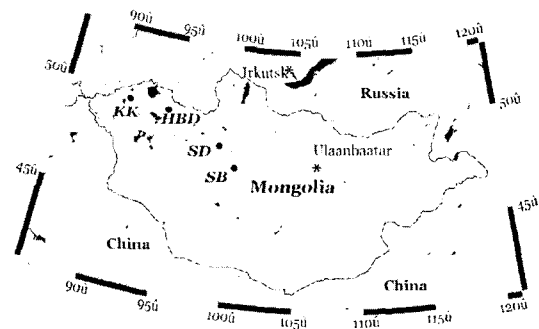 90û
95û
100û
105û
110û
115û
120û
50û
Irkutsk*
Russia
50û
KK
HBD
P
SD
Ulaanbaatar
*
SB
Mongolia
45û
45û
China
China
90û
95û
100û
105û
110û
115û
120û